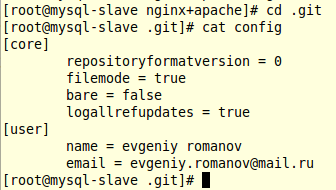 [root@mysql-slave nginx+apache]# cd .git
[root@mysql-slave .git]# cat config
[core]
        repositoryformatversion = 0
        filemode = true
        bare = false
        logallrefupdates = true
[user]
        name = evgeniy romanov
        email = evgeniy.romanov@mail.ru
[root@mysql-slave .git]#